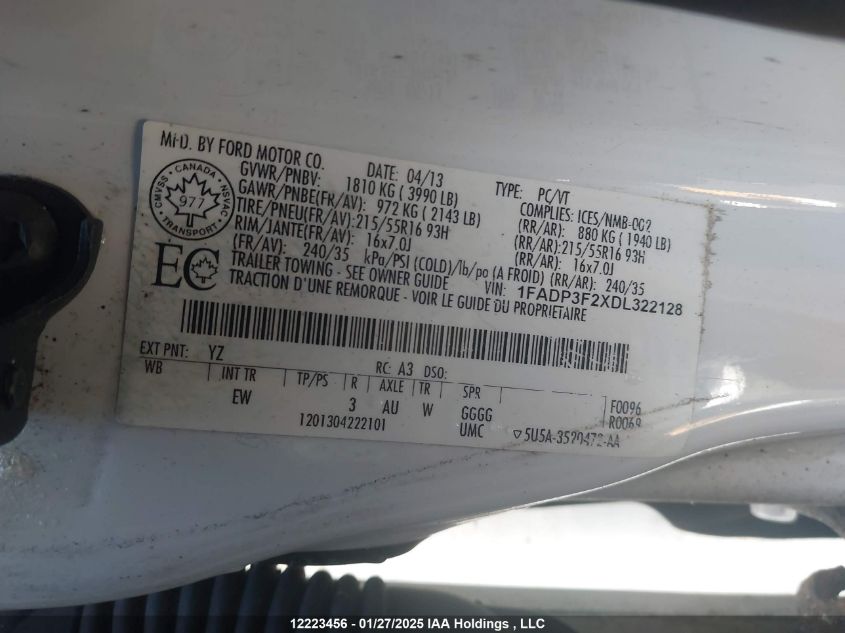 MFD. BY FORD MOTOR CO.
DATE: 04/13
TYPE: PC/VT
GVWR/PNBV: 1810 KG ( 3990 LB)
COMPLIES: ICES/NMB-002
GAWR/PNBE(FR/AV): 972 KG ( 2143 LB) (RR/AR): 880 KG ( 1940 LB)
TIRE/PNEU(FR/AV): 215/55R16 93H (RR/AR): 215/55R16 93H
RIM/JANTE(FR/AV): 16x7.0J (RR/AR): 16x7.0J
(FR/AV): 240/35 kPa/PSI (COLD)/lb/po (A FROID) (RR/AR): 240/35
TRAILER TOWING - SEE OWNER GUIDE
VIN: 1FADP3F2XDL322128
TRACTION D'UNE REMORQUE - VOIR LE GUIDE DU PROPRIETAIRE
CANADA
CMVSS 977 NSVAC
TRANSPORT
EC
EXT PNT: YZ RC: A3 DSO:
WB INT TR TP/PS R AXLE TR SPR
EW 3 AU W GGGG
F0096
R0069
1201304222101 UMC 5U5A-3520472-AA
12223456 - 01/27/2025 IAA Holdings , LLC